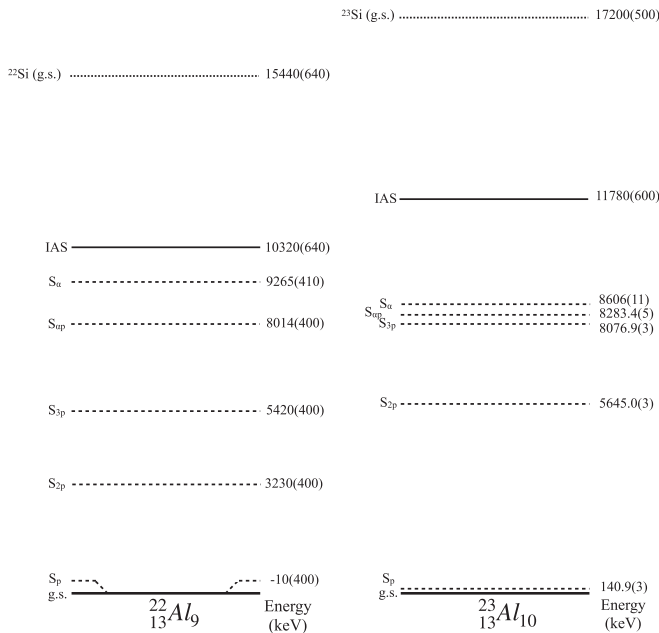 ²²Si (g.s.) 15440(640)
IAS 10320(640)
Sα 9265(410)
Sαp 8014(400)
S3p 5420(400)
S2p 3230(400)
Sp -10(400)
g.s.
²²₁₃Al₉ Energy
(keV)
²³Si (g.s.) 17200(500)
IAS 11780(600)
Sα 8606(11)
Sαp 8283.4(5)
S3p 8076.9(3)
S2p 5645.0(3)
Sp 140.9(3)
g.s.
²³₁₃Al₁₀ Energy
(keV)